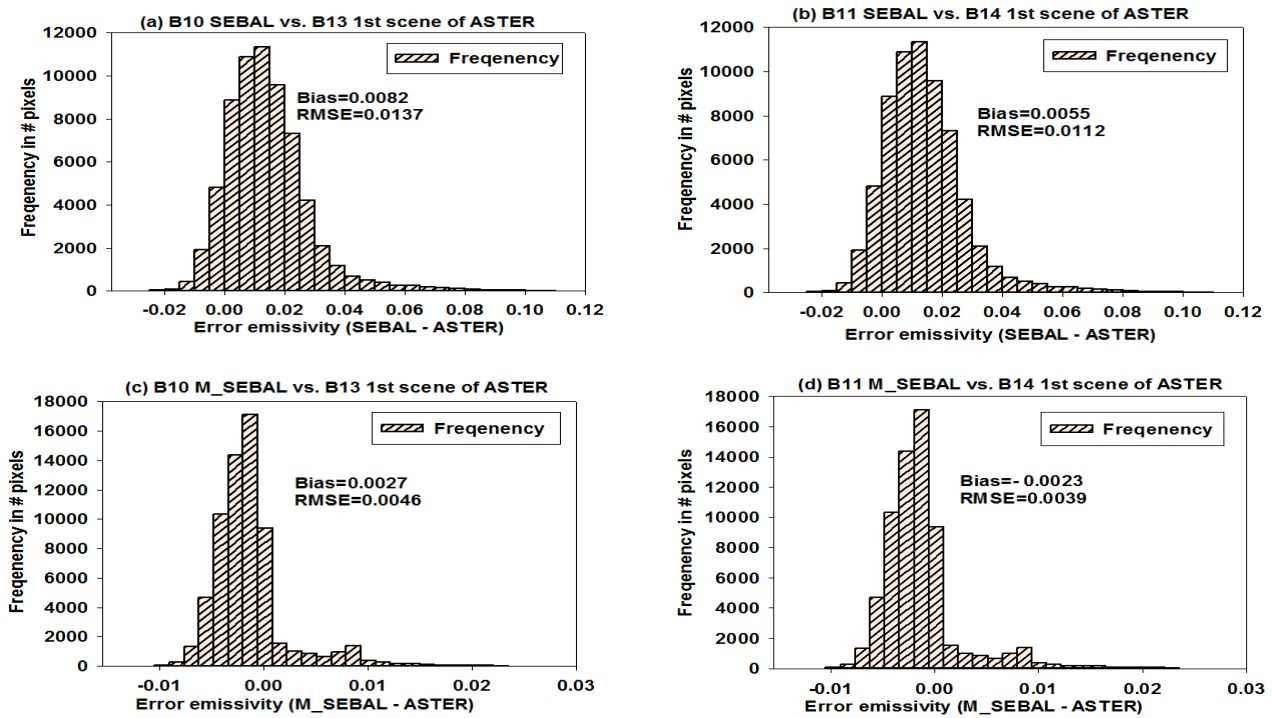 (a) B10 SEBAL vs. B13 1st scene of ASTER
12000
10000
8000
6000
4000
2000
0
Freqenency in # pixels
Freqenency
Bias=0.0082
RMSE=0.0137
-0.02 0.00 0.02 0.04 0.06 0.08 0.10 0.12
Error emissivity (SEBAL - ASTER)
(b) B11 SEBAL vs. B14 1st scene of ASTER
12000
10000
8000
6000
4000
2000
0
Freqenency in # pixels
Freqenency
Bias=0.0055
RMSE=0.0112
-0.02 0.00 0.02 0.04 0.06 0.08 0.10 0.12
Error emissivity (SEBAL - ASTER)
(c) B10 M_SEBAL vs. B13 1st scene of ASTER
18000
16000
14000
12000
10000
8000
6000
4000
2000
0
Freqenency in # pixels
Freqenency
Bias=0.0027
RMSE=0.0046
-0.01 0.00 0.01 0.02 0.03
Error emissivity (M_SEBAL - ASTER)
(d) B11 M_SEBAL vs. B14 1st scene of ASTER
18000
16000
14000
12000
10000
8000
6000
4000
2000
0
Freqenency in # pixels
Freqenency
Bias=- 0.0023
RMSE=0.0039
-0.01 0.00 0.01 0.02 0.03
Error emissivity (M_SEBAL - ASTER)